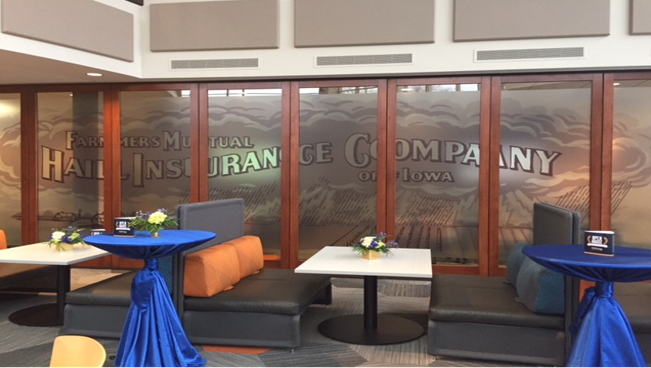 Farmers Mutual
Hail Insurance Company
of Iowa